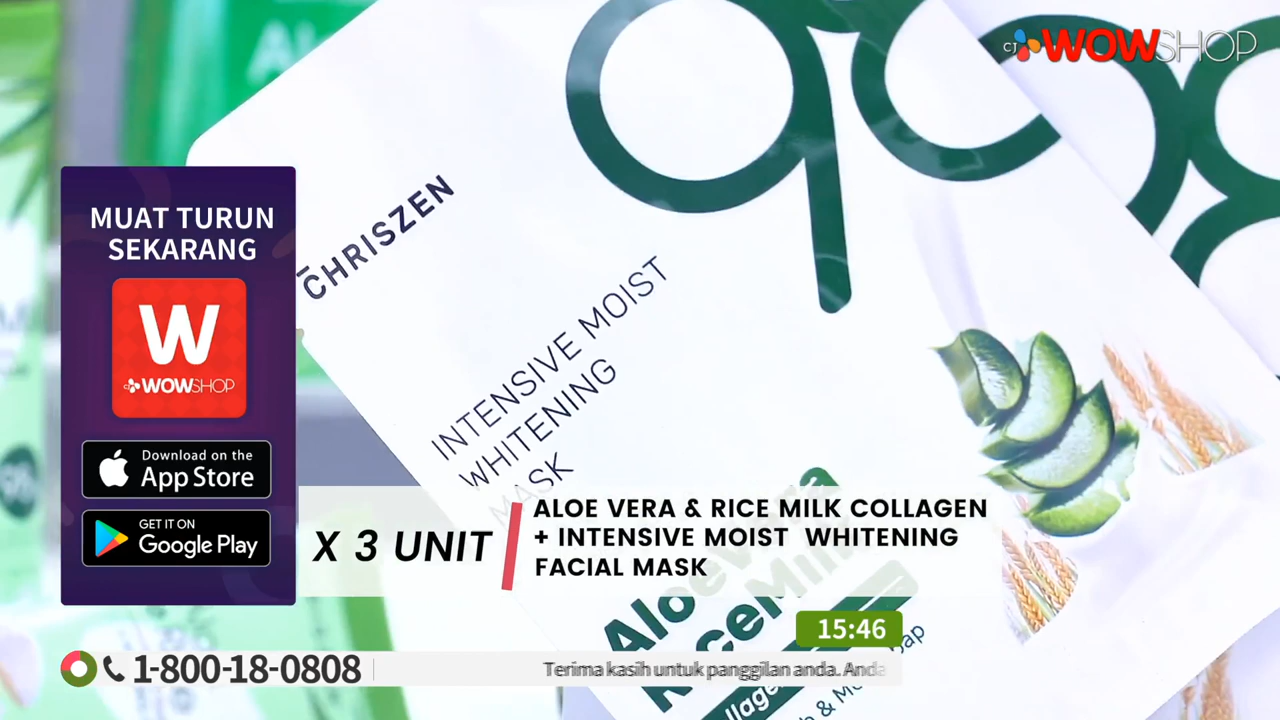 CJ WOWSHOP
MUAT TURUN
SEKARANG
W
WOWSHOP
Download on the
App Store
GET IT ON
Google Play
CHRISZEN
INTENSIVE MOIST
WHITENING
MASK
X 3 UNIT
ALOE VERA & RICE MILK COLLAGEN
+ INTENSIVE MOIST WHITENING
FACIAL MASK
15:46
1-800-18-0808
Terima kasih untuk panggilan anda. Anda